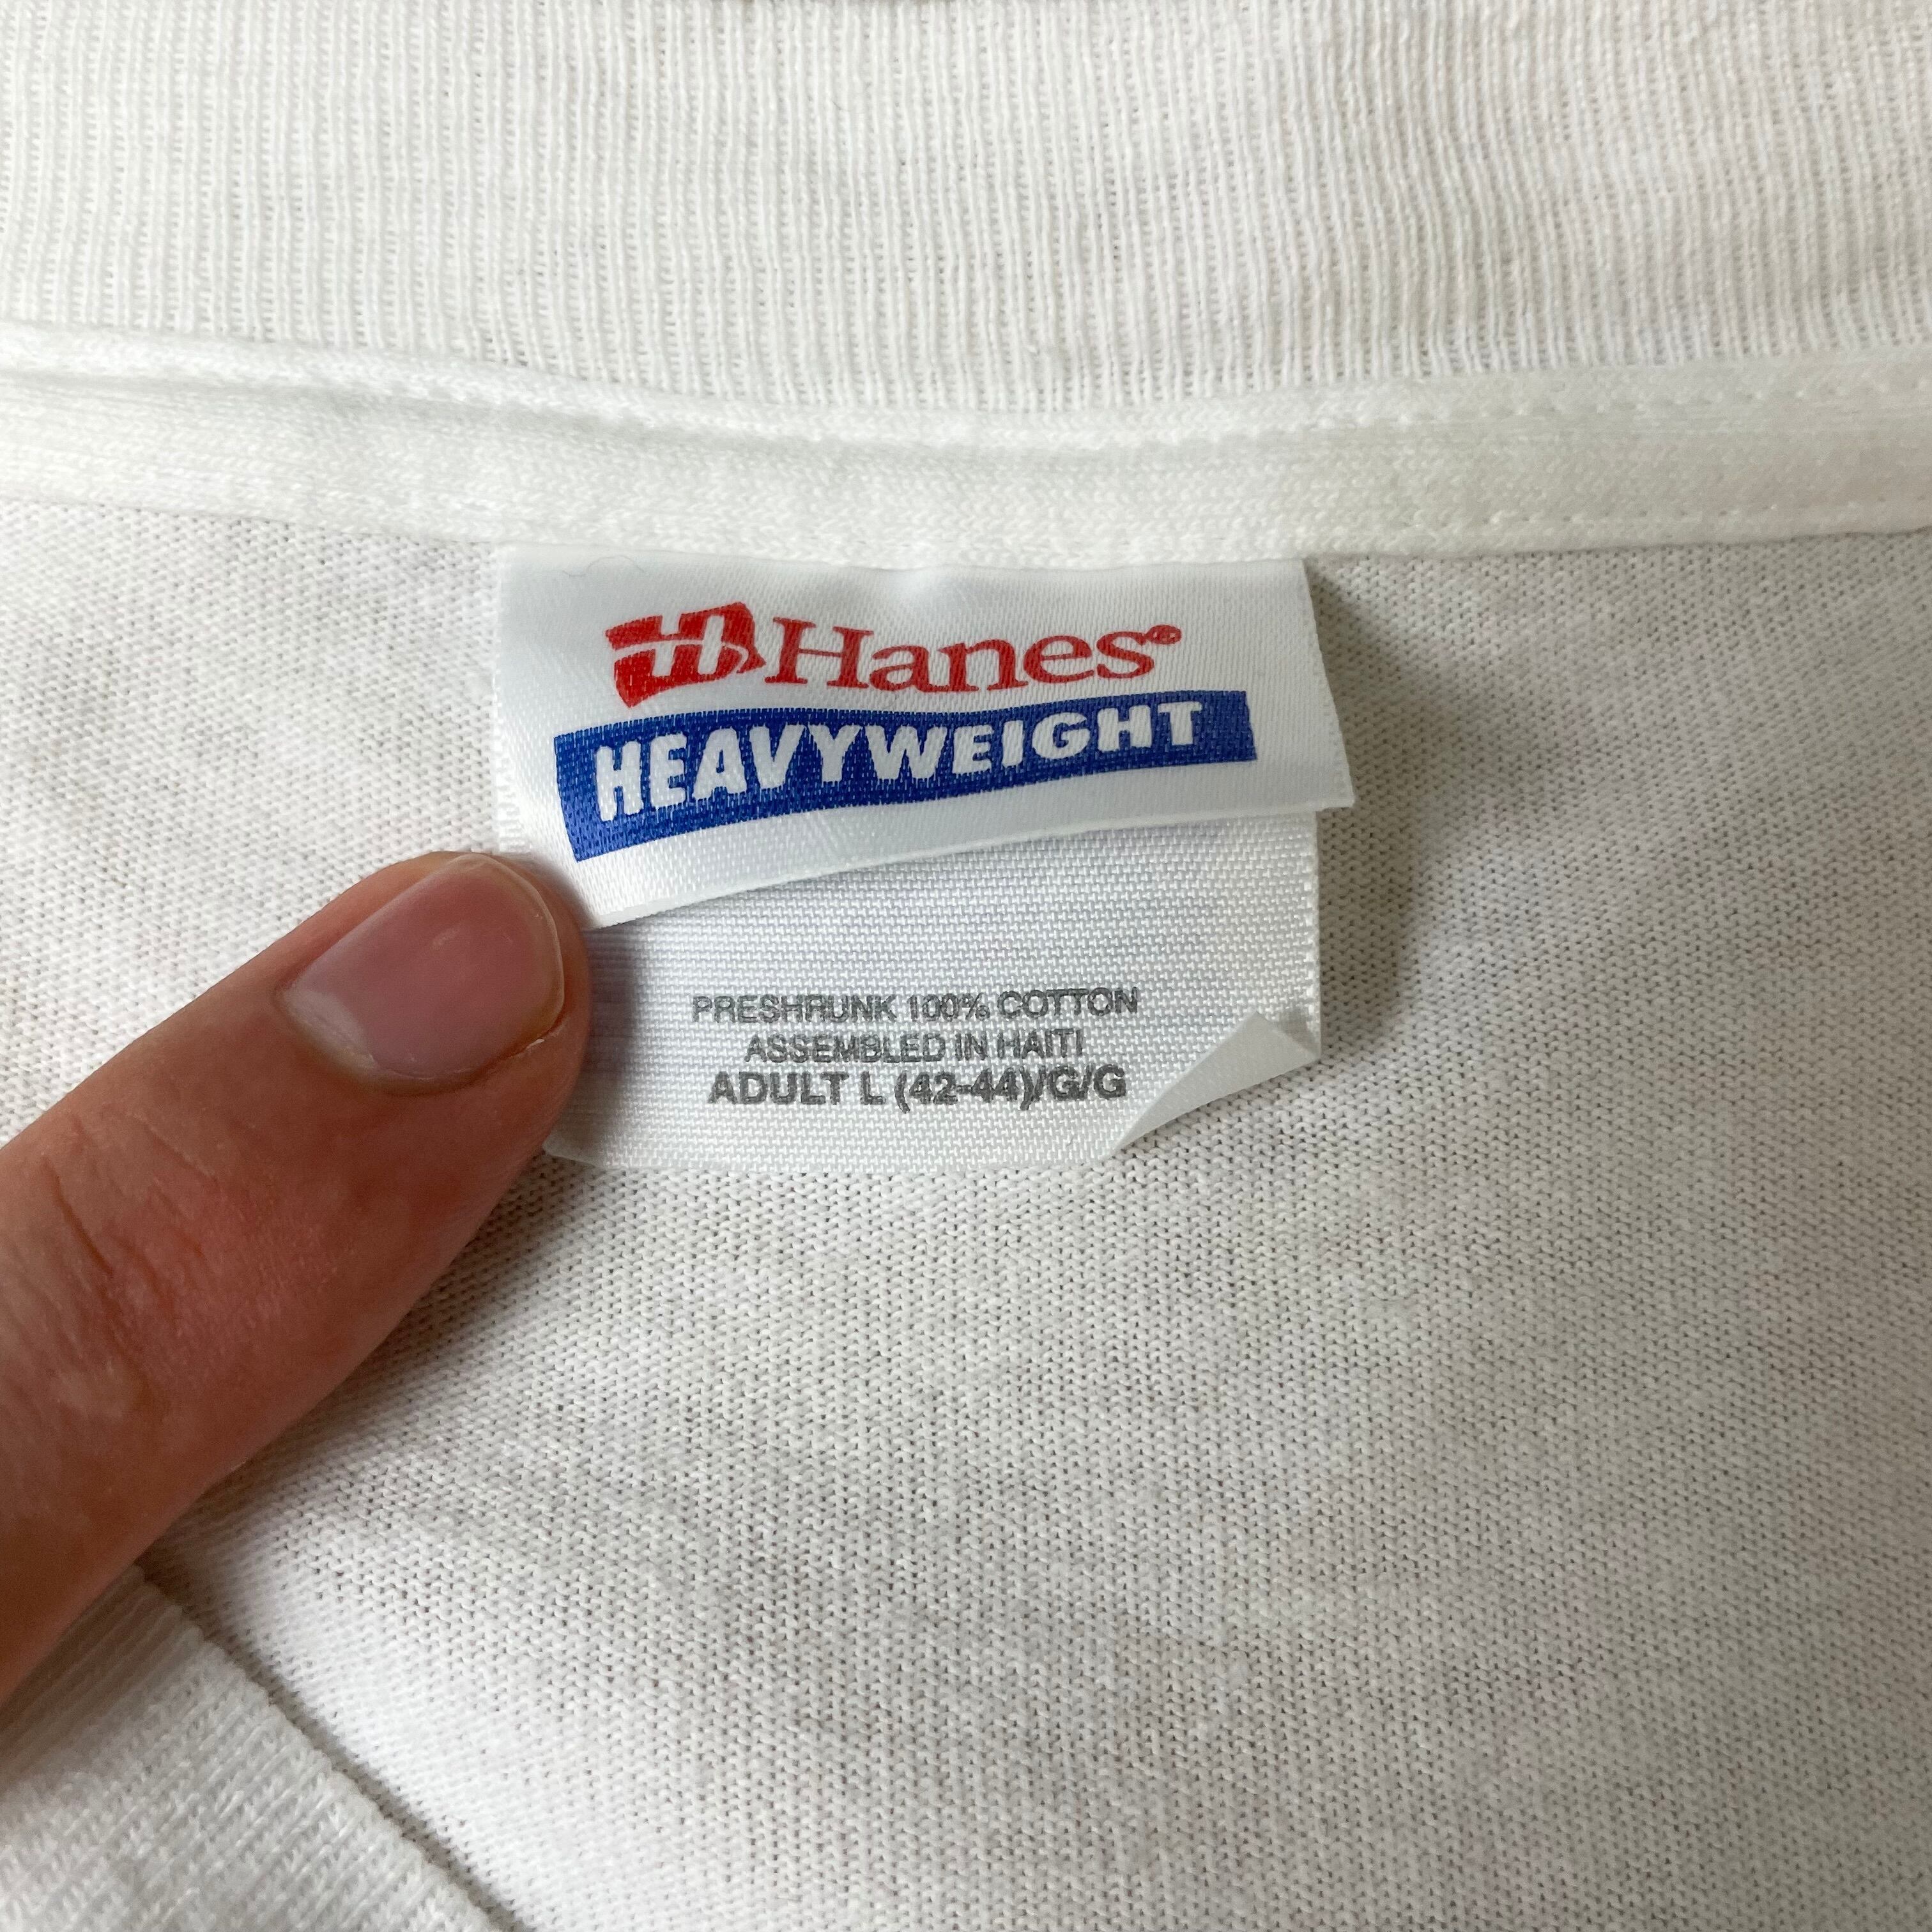 H Hanes®
HEAVYWEIGHT
PRESHRUNK 100% COTTON
ASSEMBLED IN HAITI
ADULT L (42-44)/G/G